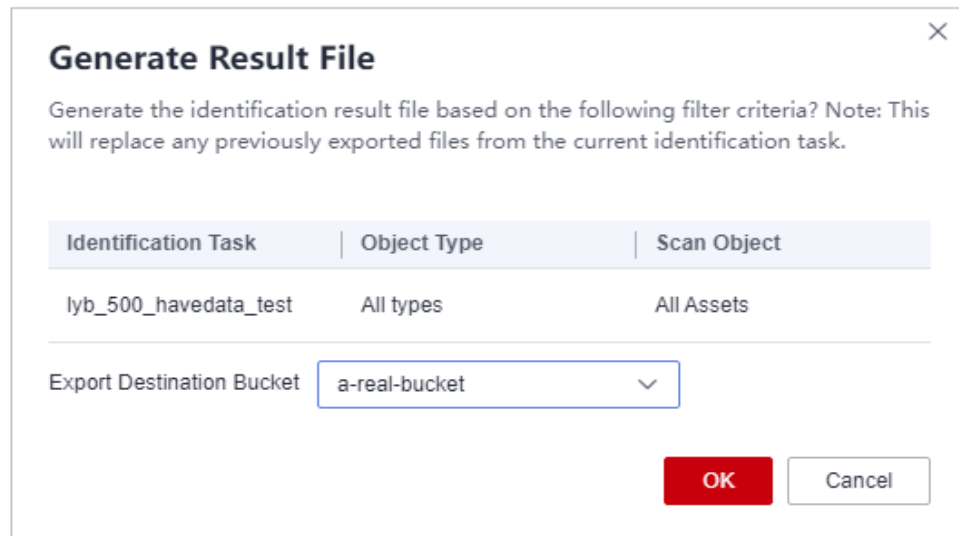 Generate Result File
Generate the identification result file based on the following filter criteria? Note: This
will replace any previously exported files from the current identification task.
Identification Task Object Type Scan Object
lyb_500_havedata_test All types All Assets
Export Destination Bucket a-real-bucket
OK Cancel